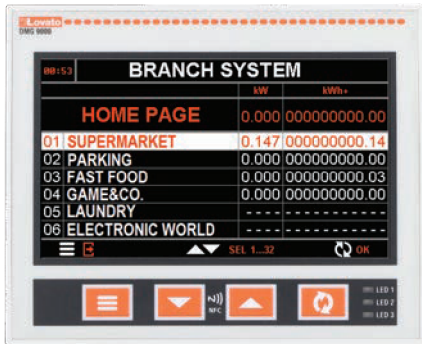 Lovato
DMG 9000
00:53 BRANCH SYSTEM
kW kWh+
HOME PAGE 0.000 000000000.00
01 SUPERMARKET 0.147 000000000.14
02 PARKING 0.000 000000000.00
03 FAST FOOD 0.000 000000000.03
04 GAME&CO. 0.000 000000000.00
05 LAUNDRY ---- ------------
06 ELECTRONIC WORLD ---- ------------
SEL 1...32 OK
NFC
LED 1
LED 2
LED 3